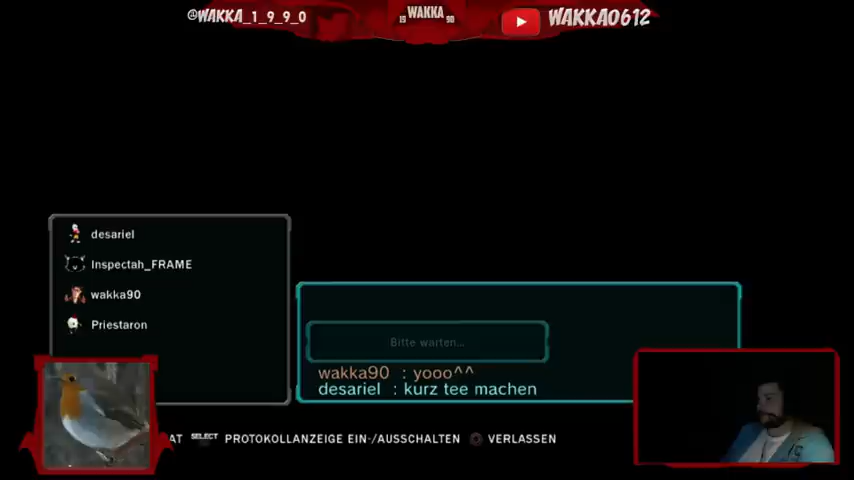 @WAKKA_1_9_9_0
19 WAKKA 90
WAKKA0612
desariel
Inspectah_FRAME
wakka90
Priestaron
Bitte warten...
wakka90 : yooo^^
desariel : kurz tee machen
AT SELECT PROTOKOLLANZEIGE EIN-/AUSSCHALTEN VERLASSEN